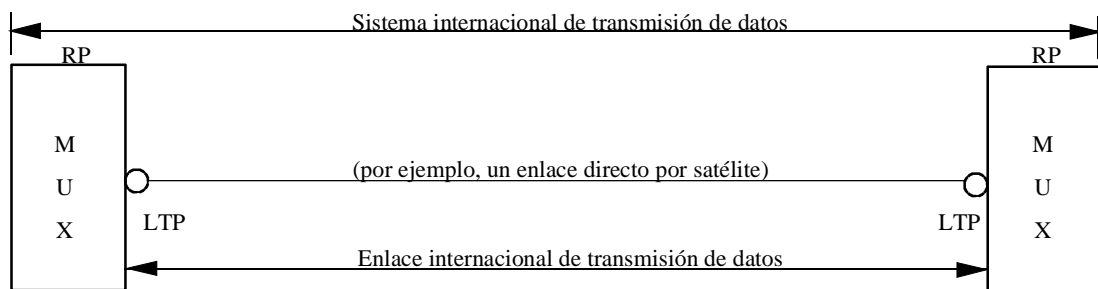 Sistema internacional de transmisión de datos
RP
RP
M
U
X
(por ejemplo, un enlace directo por satélite)
M
U
X
LTP
LTP
Enlace internacional de transmisión de datos